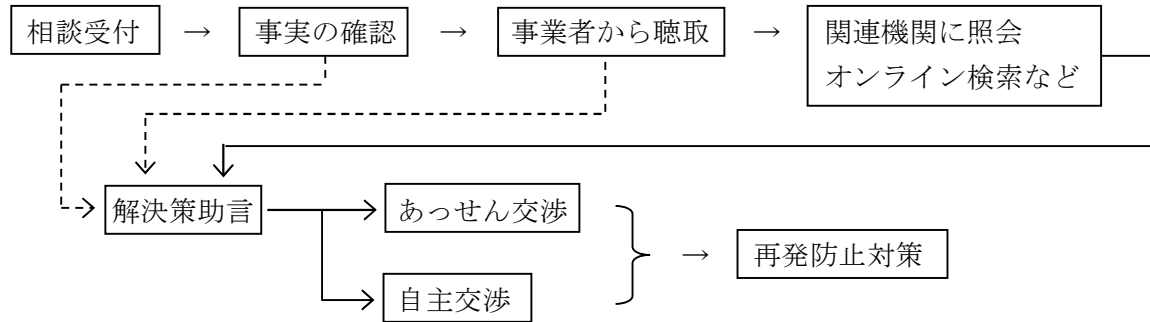 相談受付 → 事実の確認 → 事業者から聴取 → 関連機関に照会
オンライン検索など
解決策助言
あっせん交渉
→ 再発防止対策
自主交渉